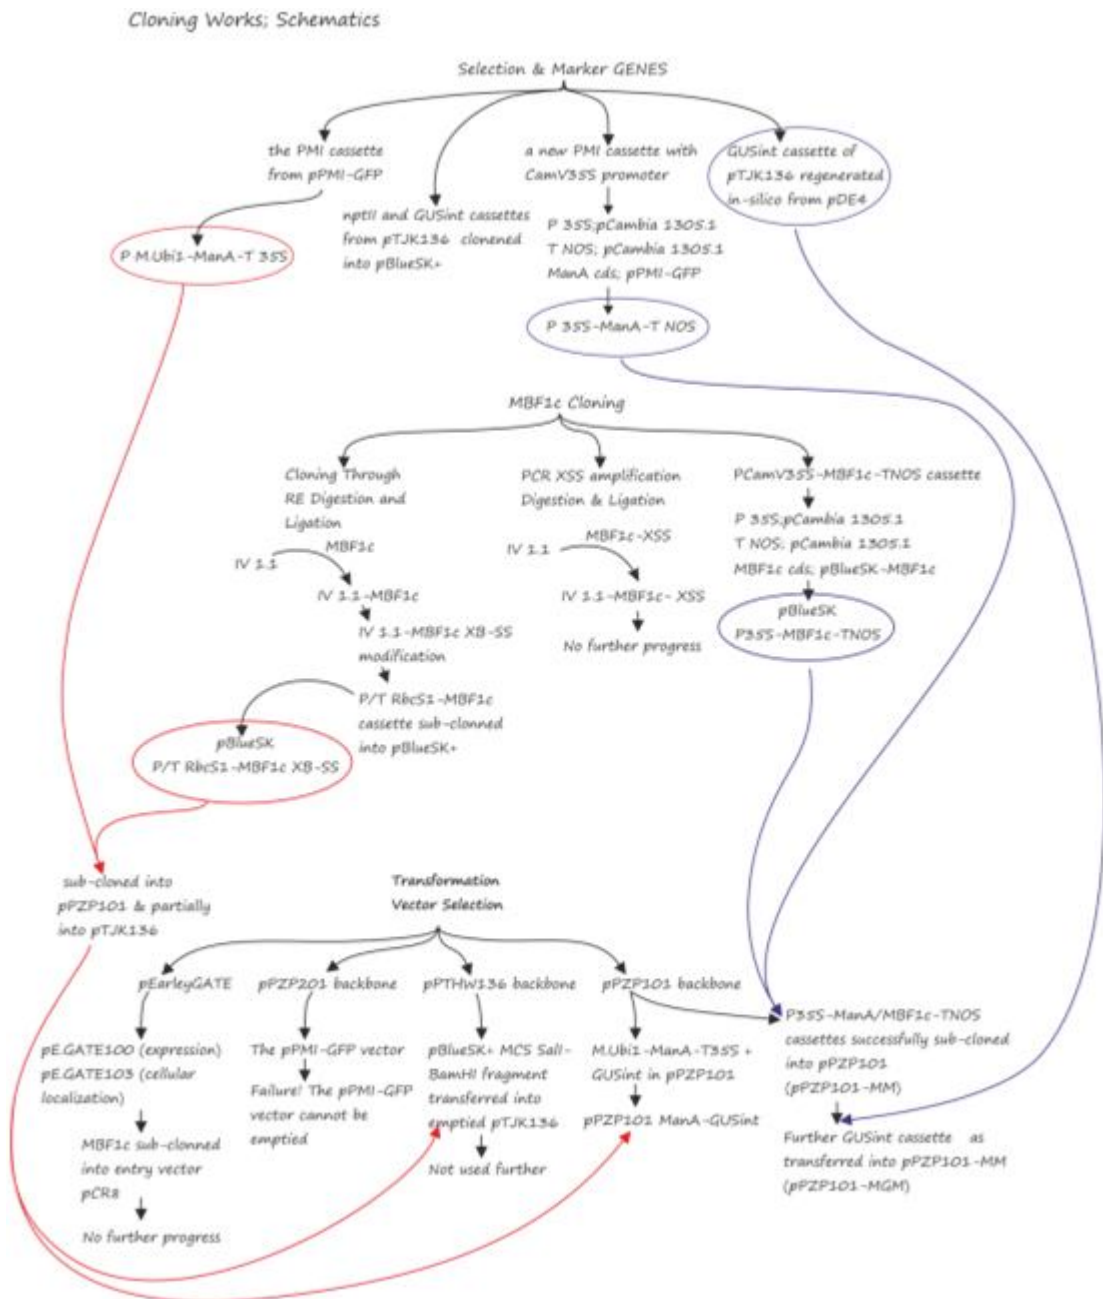 Cloning Works; Schematics
Selection & Marker GENES
the PMI cassette
from pPMI-GFP
P M.Ubi1-ManA-T 35S
nptII and GUSint cassettes
from pTJK136 clonened
into pBlueSK+
a new PMI cassette with
CamV35S promoter
P 35S;pCambia 1305.1
T NOS; pCambia 1305.1
ManA cds; pPMI-GFP
P 35S-ManA-T NOS
GUSint cassette of
pTJK136 regenerated
in-silico from pDE4
MBF1c Cloning
Cloning Through
RE Digestion and
Ligation
MBF1c
IV 1.1
IV 1.1-MBF1c
IV 1.1-MBF1c XB-SS
modification
P/T RbcS1-MBF1c
cassette sub-clonned
into pBlueSK+
pBlueSK
P/T RbcS1-MBF1c XB-SS
PCR XSS amplification
Digestion & Ligation
MBF1c-XSS
IV 1.1
IV 1.1-MBF1c- XSS
No further progress
PCamV35S-MBF1c-TNOS cassette
P 35S;pCambia 1305.1
T NOS; pCambia 1305.1
MBF1c cds; pBlueSK-MBF1c
pBlueSK
P35S-MBF1c-TNOS
sub-cloned into
pPZP101 & partially
into pTJK136
Transformation
Vector Selection
pEarleyGATE
pE.GATE100 (expression)
pE.GATE103 (cellular
localization)
MBF1c sub-clonned
into entry vector
pCR8
No further progress
pPZP201 backbone
The pPMI-GFP vector
Failure! The pPMI-GFP
vector cannot be
emptied
pPTHW136 backbone
pBlueSK+ MCS SalI-
BamHI fragment
transferred into
emptied pTJK136
Not used further
pPZP101 backbone
M.Ubi1-ManA-T35S +
GUSint in pPZP101
pPZP101 ManA-GUSint
P35S-ManA/MBF1c-TNOS
cassettes successfully sub-cloned
into pPZP101
(pPZP101-MM)
Further GUSint cassette as
transferred into pPZP101-MM
(pPZP101-MGM)